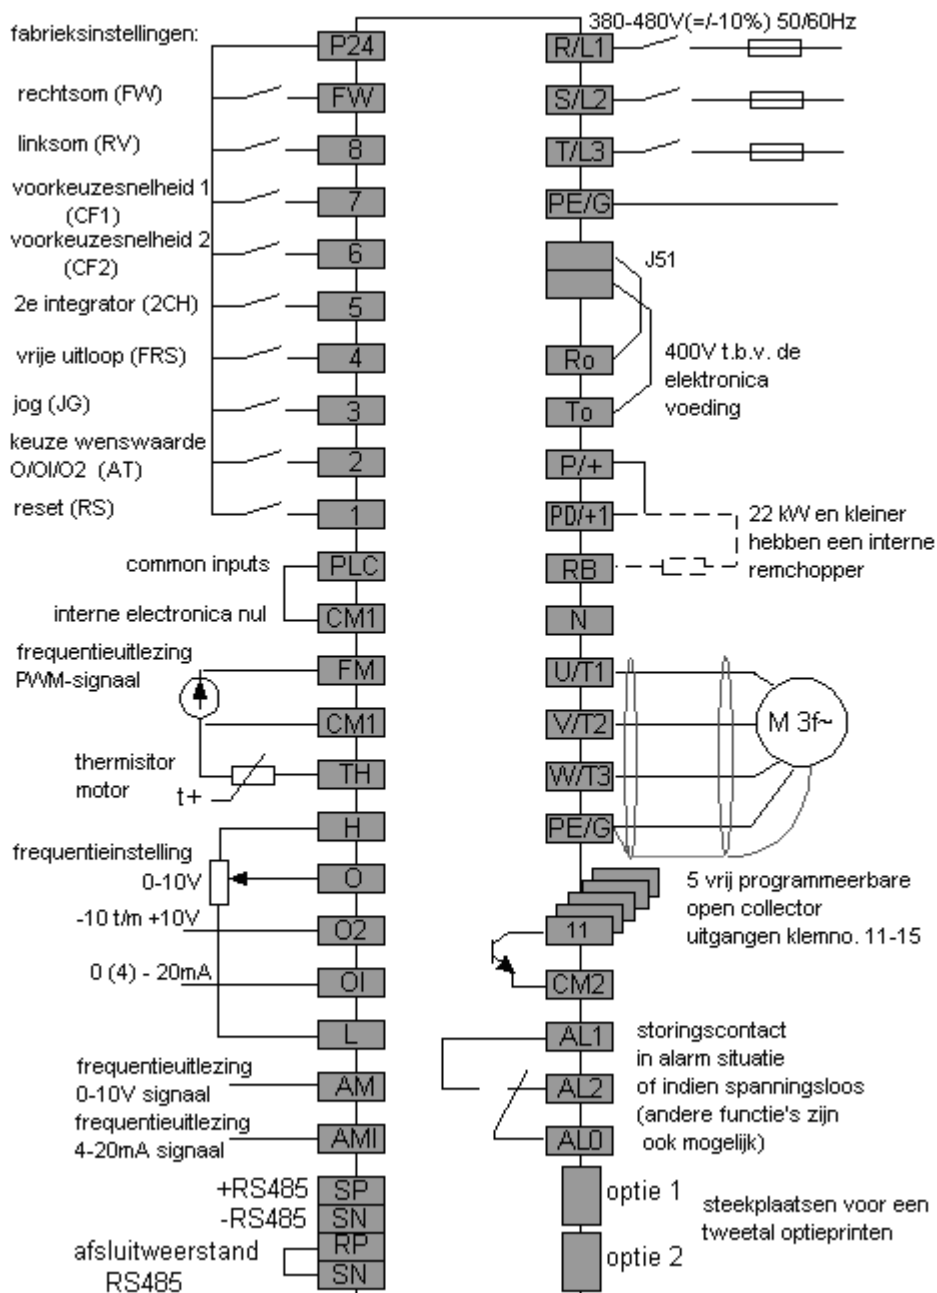 fabrieksinstellingen:
P24
rechtsom (FW)
FW
linksom (RV)
8
voorkeuzesnelheid 1
(CF1)
7
voorkeuzesnelheid 2
(CF2)
6
2e integrator (2CH)
5
vrije uitloop (FRS)
4
jog (JG)
3
keuze wenswaarde
O/OI/O2 (AT)
2
reset (RS)
1
common inputs
PLC
interne electronica nul
CM1
frequentieuitlezing
PWM-signaal
FM
CM1
thermisitor
motor
t+
TH
H
frequentieinstelling
0-10V
O
-10 t/m +10V
O2
0 (4) - 20mA
OI
L
frequentieuitlezing
0-10V signaal
AM
frequentieuitlezing
4-20mA signaal
AMI
+RS485
SP
-RS485
SN
afsluitweerstand
RS485
RP
SN
380-480V(=/-10%) 50/60Hz
R/L1
S/L2
T/L3
PE/G
J51
Ro
To
400V t.b.v. de
elektronica
voeding
P/+
PD/+1
RB
22 kW en kleiner
hebben een interne
remchopper
N
U/T1
V/T2
W/T3
PE/G
M 3f~
11
CM2
5 vrij programmeerbare
open collector
uitgangen klemno. 11-15
AL1
AL2
AL0
storingscontact
in alarm situatie
of indien spanningsloos
(andere functie's zijn
ook mogelijk)
optie 1
optie 2
steekplaatsen voor een
tweetal optieprinten